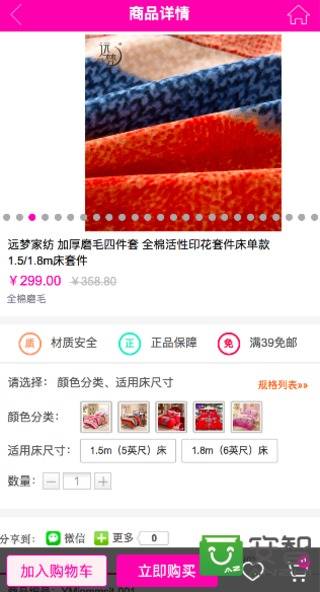 商品详情
远梦
远梦家纺 加厚磨毛四件套 全棉活性印花套件床单款
1.5/1.8m床套件
￥299.00 ￥358.80
全棉磨毛
质 材质安全 正 正品保障 免 满39免邮
请选择: 颜色分类、适用床尺寸 规格列表»»
颜色分类:
适用床尺寸: 1.5m（5英尺）床 1.8m（6英尺）床
数量: 1
分享到: 微信 更多 0
加入购物车 立即购买
安智